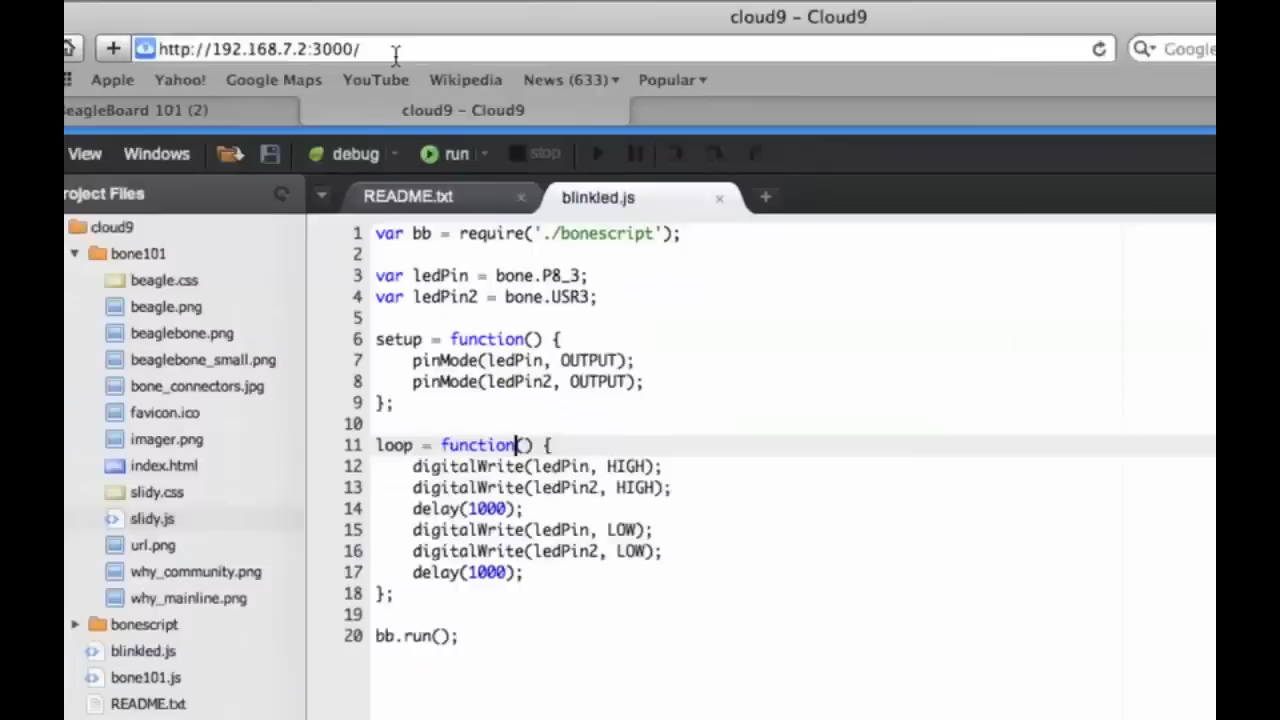 cloud9 – Cloud9
http://192.168.7.2:3000/
Google
Apple Yahoo! Google Maps YouTube Wikipedia News (633)▾ Popular▾
eagleBoard 101 (2) cloud9 – Cloud9
View Windows debug run stop
roject Files README.txt × blinkled.js × +
cloud9
bone101
beagle.css
beagle.png
beaglebone.png
beaglebone_small.png
bone_connectors.jpg
favicon.ico
imager.png
index.html
slidy.css
slidy.js
url.png
why_community.png
why_mainline.png
bonescript
blinkled.js
bone101.js
README.txt
1 var bb = require('./bonescript');
2
3 var ledPin = bone.P8_3;
4 var ledPin2 = bone.USR3;
5
6 setup = function() {
7     pinMode(ledPin, OUTPUT);
8     pinMode(ledPin2, OUTPUT);
9 };
10
11 loop = function() {
12     digitalWrite(ledPin, HIGH);
13     digitalWrite(ledPin2, HIGH);
14     delay(1000);
15     digitalWrite(ledPin, LOW);
16     digitalWrite(ledPin2, LOW);
17     delay(1000);
18 };
19
20 bb.run();